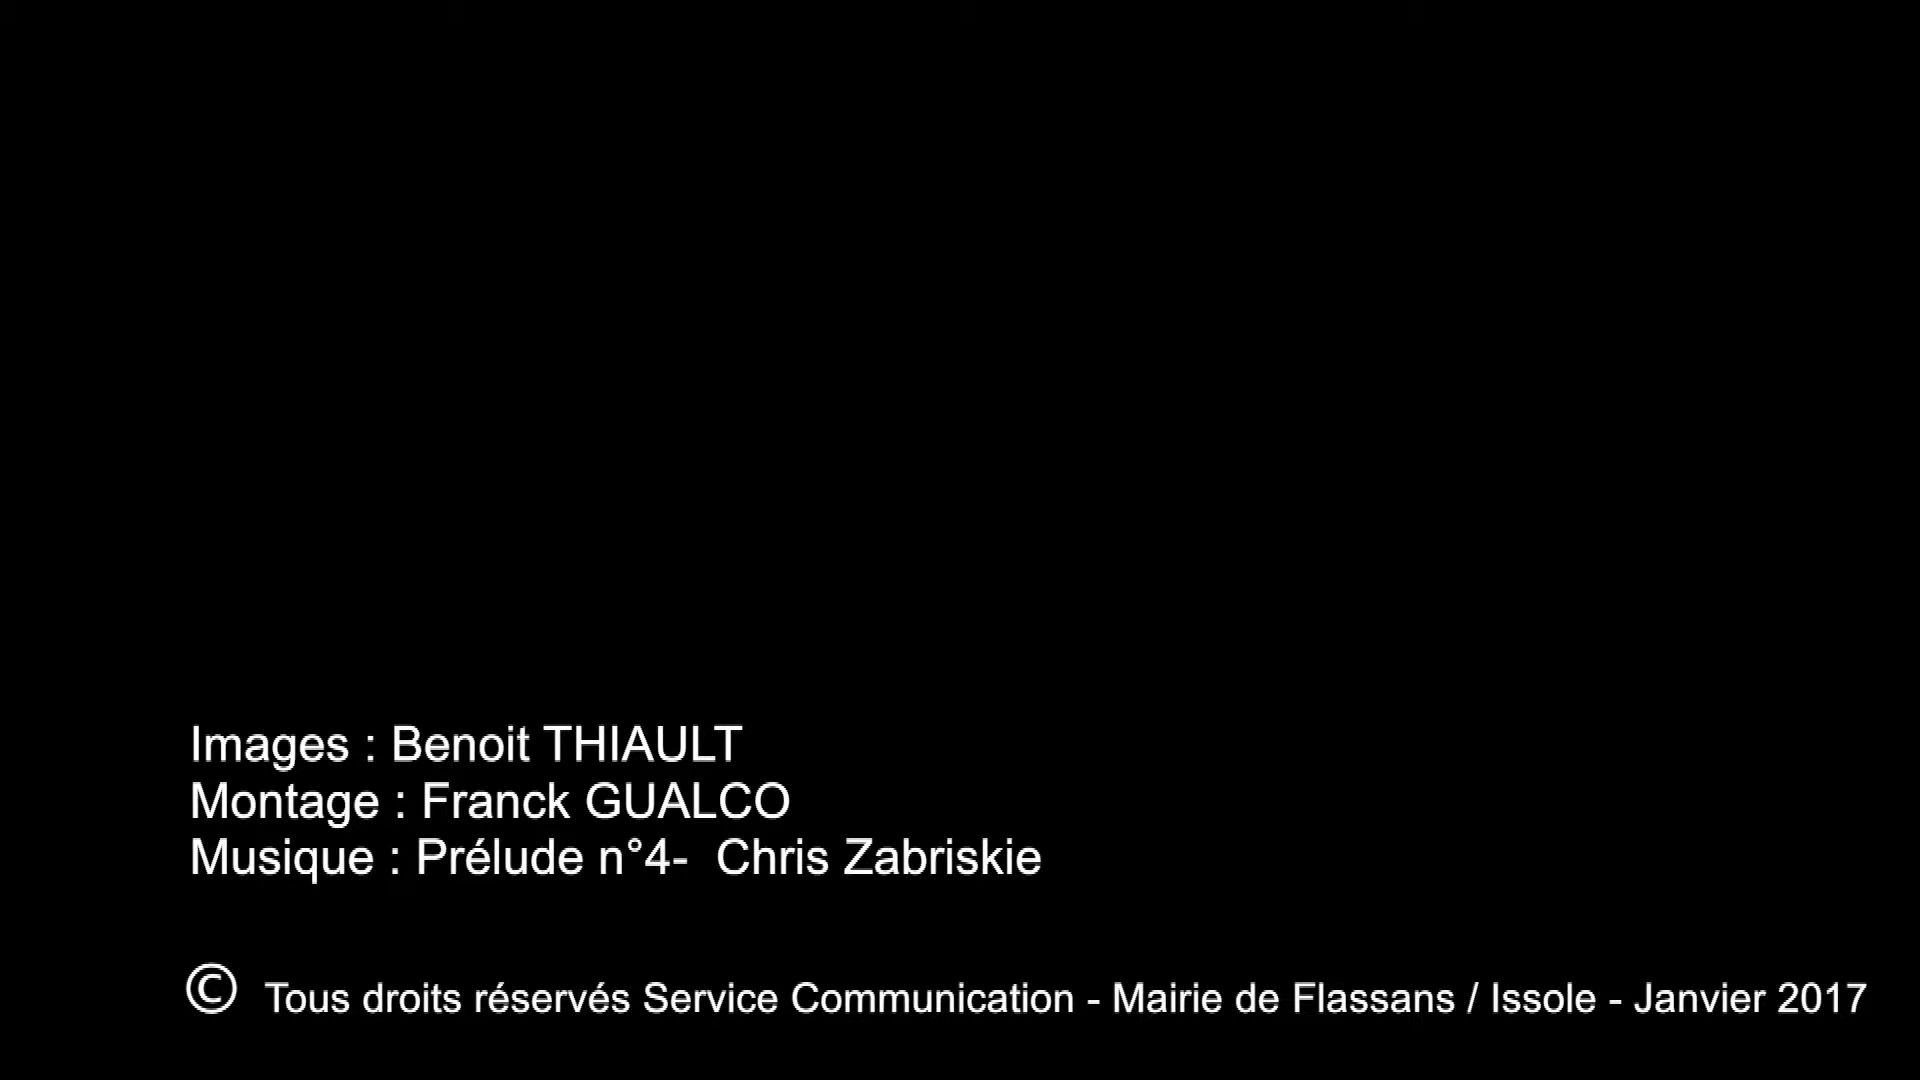 Images : Benoit THIAULT
Montage : Franck GUALCO
Musique : Prélude n°4-  Chris Zabriskie
© Tous droits réservés Service Communication - Mairie de Flassans / Issole - Janvier 2017